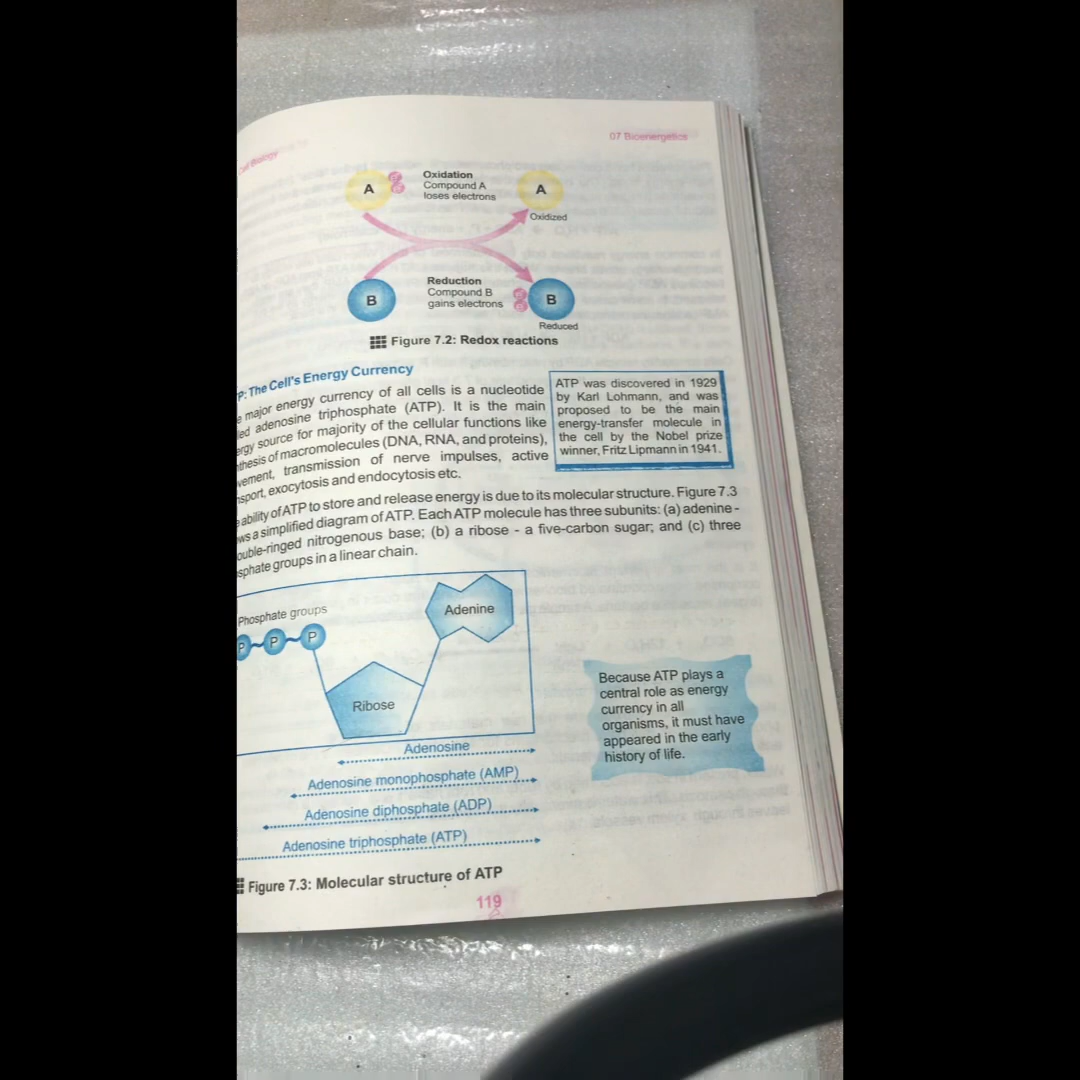 Cell Biology
07 Bioenergetics
A
Oxidation
Compound A
loses electrons
A
Oxidized
B
Reduction
Compound B
gains electrons
B
Reduced
Figure 7.2: Redox reactions
P: The Cell's Energy Currency
major energy currency of all cells is a nucleotide
adenosine triphosphate (ATP). It is the main
source for majority of the cellular functions like
of macromolecules (DNA, RNA, and proteins),
transmission of nerve impulses, active
exocytosis and endocytosis etc.
ATP was discovered in 1929
by Karl Lohmann, and was
proposed to be the main
energy-transfer molecule in
the cell by the Nobel prize
winner, Fritz Lipmann in 1941.
ability of ATP to store and release energy is due to its molecular structure. Figure 7.3
a simplified diagram of ATP. Each ATP molecule has three subunits: (a) adenine -
nitrogenous base; (b) a ribose - a five-carbon sugar; and (c) three
groups in a linear chain.
Phosphate groups
P P P
Adenine
Ribose
Adenosine
Adenosine monophosphate (AMP)
Adenosine diphosphate (ADP)
Adenosine triphosphate (ATP)
Because ATP plays a
central role as energy
currency in all
organisms, it must have
appeared in the early
history of life.
Figure 7.3: Molecular structure of ATP
119